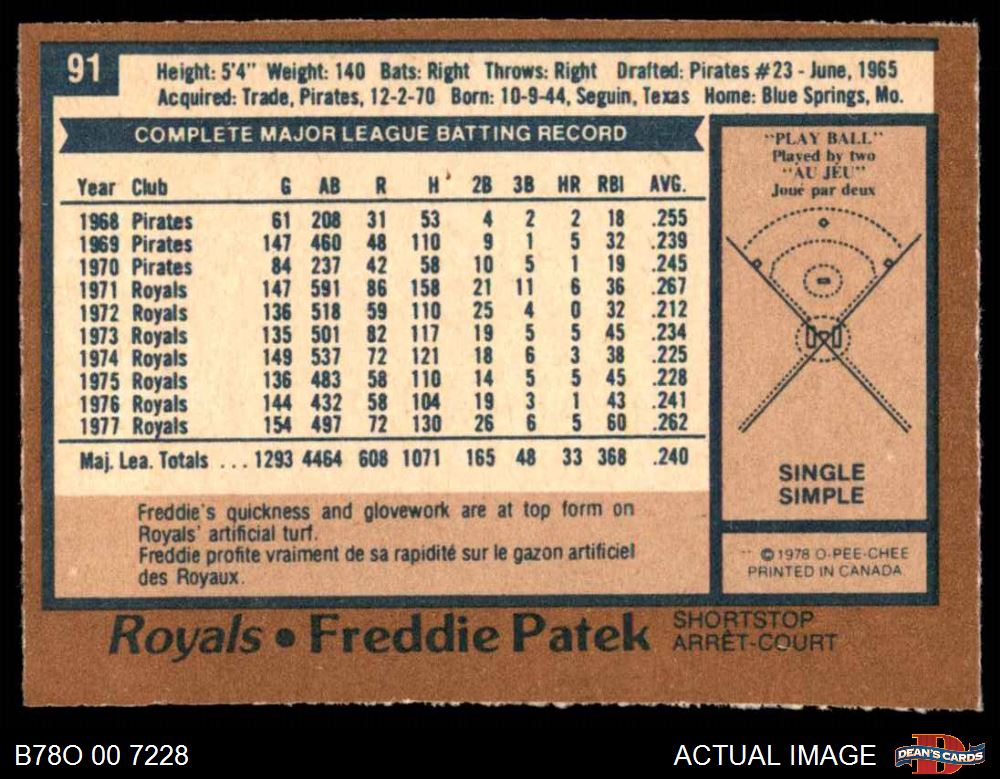 91
Height: 5'4" Weight: 140 Bats: Right Throws: Right Drafted: Pirates #23 - June, 1965
Acquired: Trade, Pirates, 12-2-70 Born: 10-9-44, Seguin, Texas Home: Blue Springs, Mo.
COMPLETE MAJOR LEAGUE BATTING RECORD
Year Club G AB R H 2B 3B HR RBI AVG.
1968 Pirates 61 208 31 53 4 2 2 18 .255
1969 Pirates 147 460 48 110 9 1 5 32 .239
1970 Pirates 84 237 42 58 10 5 1 19 .245
1971 Royals 147 591 86 158 21 11 6 36 .267
1972 Royals 136 518 59 110 25 4 0 32 .212
1973 Royals 135 501 82 117 19 5 5 45 .234
1974 Royals 149 537 72 121 18 6 3 38 .225
1975 Royals 136 483 58 110 14 5 5 45 .228
1976 Royals 144 432 58 104 19 3 1 43 .241
1977 Royals 154 497 72 130 26 6 5 60 .262
Maj. Lea. Totals ... 1293 4464 608 1071 165 48 33 368 .240
Freddie's quickness and glovework are at top form on
Royals' artificial turf.
Freddie profite vraiment de sa rapidité sur le gazon artificiel
des Royaux.
"PLAY BALL"
Played by two
"AU JEU"
Joué par deux
SINGLE
SIMPLE
©1978 O-PEE-CHEE
PRINTED IN CANADA
Royals • Freddie Patek
SHORTSTOP
ARRÊT-COURT
B78O 00 7228
ACTUAL IMAGE
DEAN'S CARDS